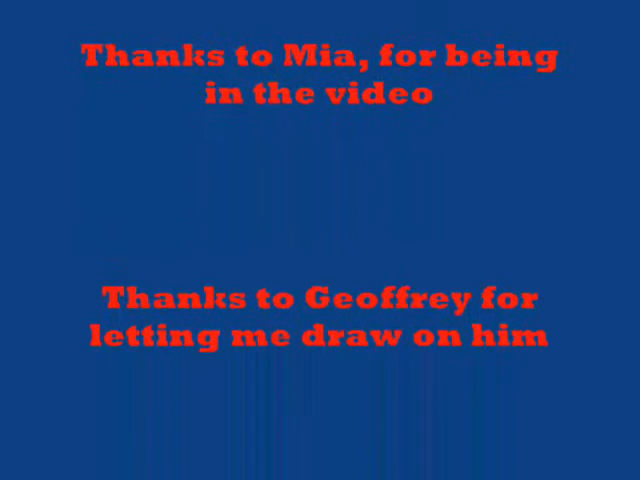 Thanks to Mia, for being
in the video
Thanks to Geoffrey for
letting me draw on him